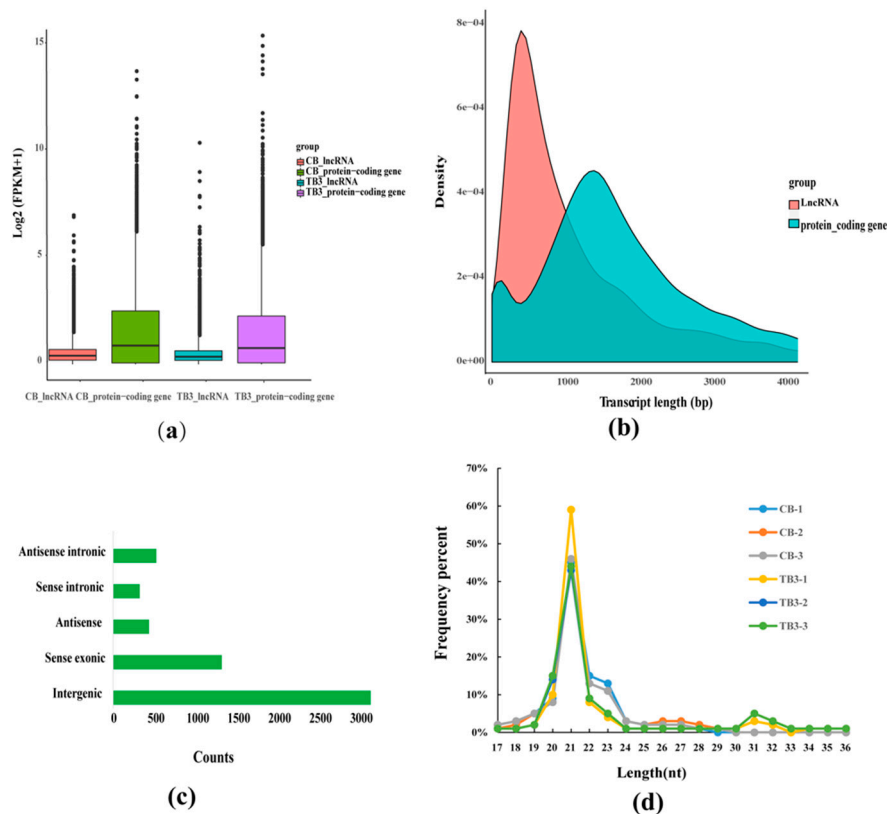 15
10
5
0
Log2 (FPKM+1)
group
CB_lncRNA
CB_protein−coding gene
TB3_lncRNA
TB3_protein−coding gene
CB_lncRNA CB_protein−coding gene TB3_lncRNA TB3_protein−coding gene
(a)
8e−04
6e−04
4e−04
2e−04
0e+00
Density
group
LncRNA
protein_coding gene
0 1000 2000 3000 4000
Transcript length (bp)
(b)
Antisense intronic
Sense intronic
Antisense
Sense exonic
Intergenic
0 500 1000 1500 2000 2500 3000
Counts
(c)
70%
60%
50%
40%
30%
20%
10%
0%
Frequency percent
CB-1
CB-2
CB-3
TB3-1
TB3-2
TB3-3
17 18 19 20 21 22 23 24 25 26 27 28 29 30 31 32 33 34 35 36
Length(nt)
(d)